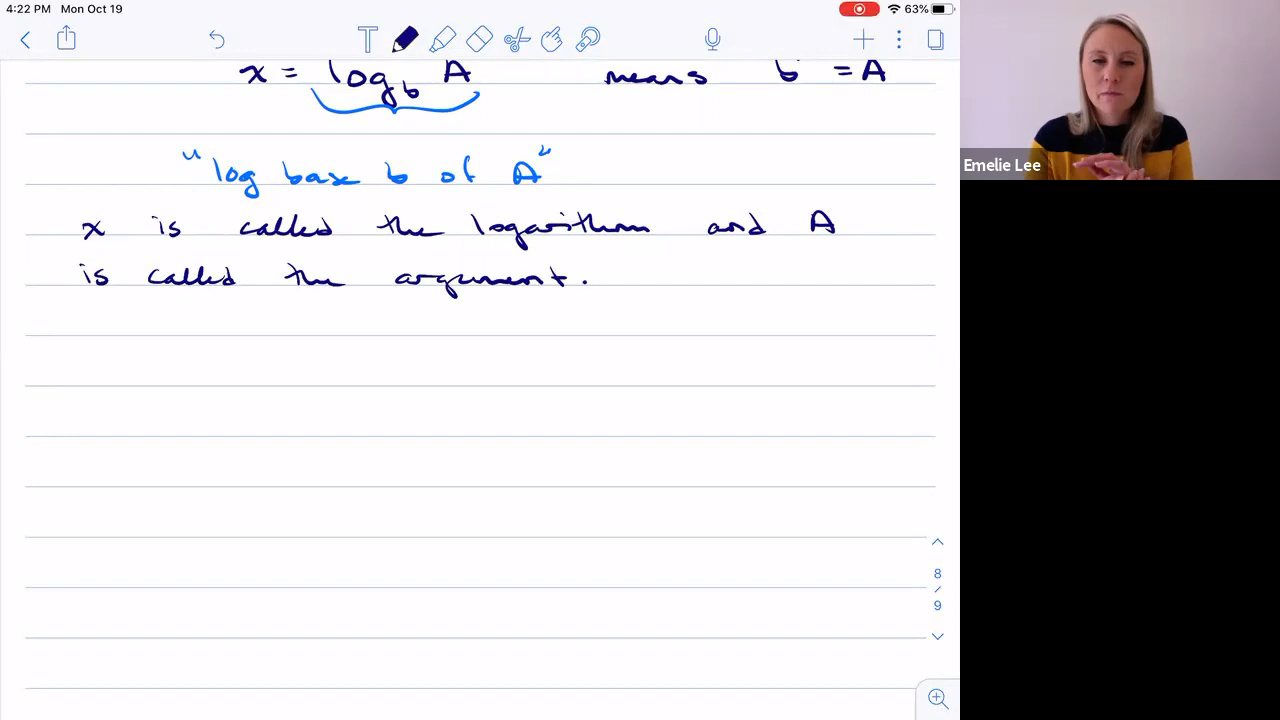 4:22 PM Mon Oct 19
63%
x = log_b A means b = A
"log base b of A"
x is called the logarithm and A
is called the argument.
Emelie Lee
8
/
9